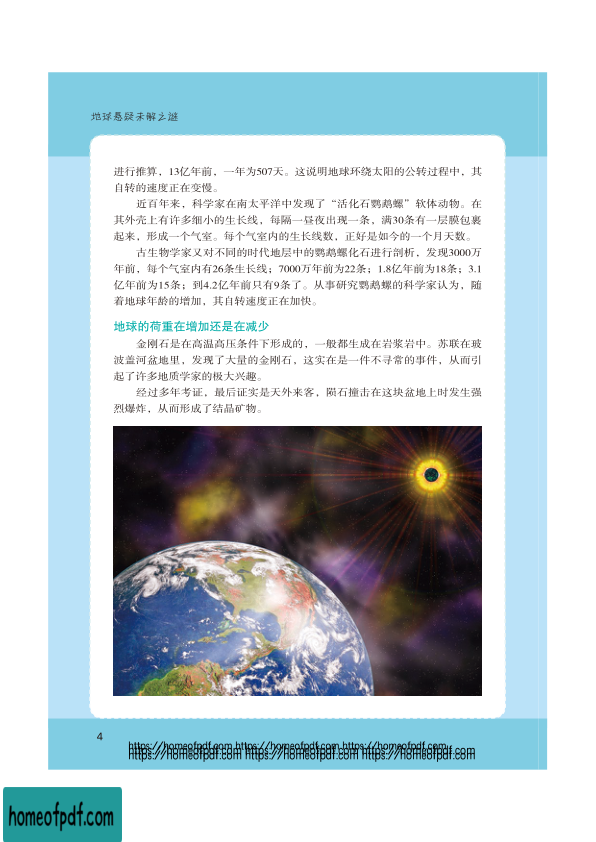 地球悬疑未解之谜
进行推算，13亿年前，一年为507天。这说明地球环绕太阳的公转过程中，其
自转的速度正在变慢。
近百年来，科学家在南太平洋中发现了“活化石鹦鹉螺”软体动物。在
其外壳上有许多细小的生长线，每隔一昼夜出现一条，满30条有一层膜包裹
起来，形成一个气室。每个气室内的生长线数，正好是如今的一个月天数。
古生物学家又对不同的时代地层中的鹦鹉螺化石进行剖析，发现3000万
年前，每个气室内有26条生长线；7000万年前为22条；1.8亿年前为18条；3.1
亿年前为15条；到4.2亿年前只有9条了。从事研究鹦鹉螺的科学家认为，随
着地球年龄的增加，其自转速度正在加快。
地球的荷重在增加还是在减少
金刚石是在高温高压条件下形成的，一般都生成在岩浆岩中。苏联在玻
波盖河盆地里，发现了大量的金刚石，这实在是一件不寻常的事件，从而引
起了许多地质学家的极大兴趣。
经过多年考证，最后证实是天外来客，陨石撞击在这块盆地上时发生强
烈爆炸，从而形成了结晶矿物。
4
https://homeofpdf.com https://homeofpdf.com https://homeofpdf.com
https://homeofpdf.com https://homeofpdf.com https://homeofpdf.com
https://homeofpdf.com https://homeofpdf.com https://homeofpdf.com
homeofpdf.com